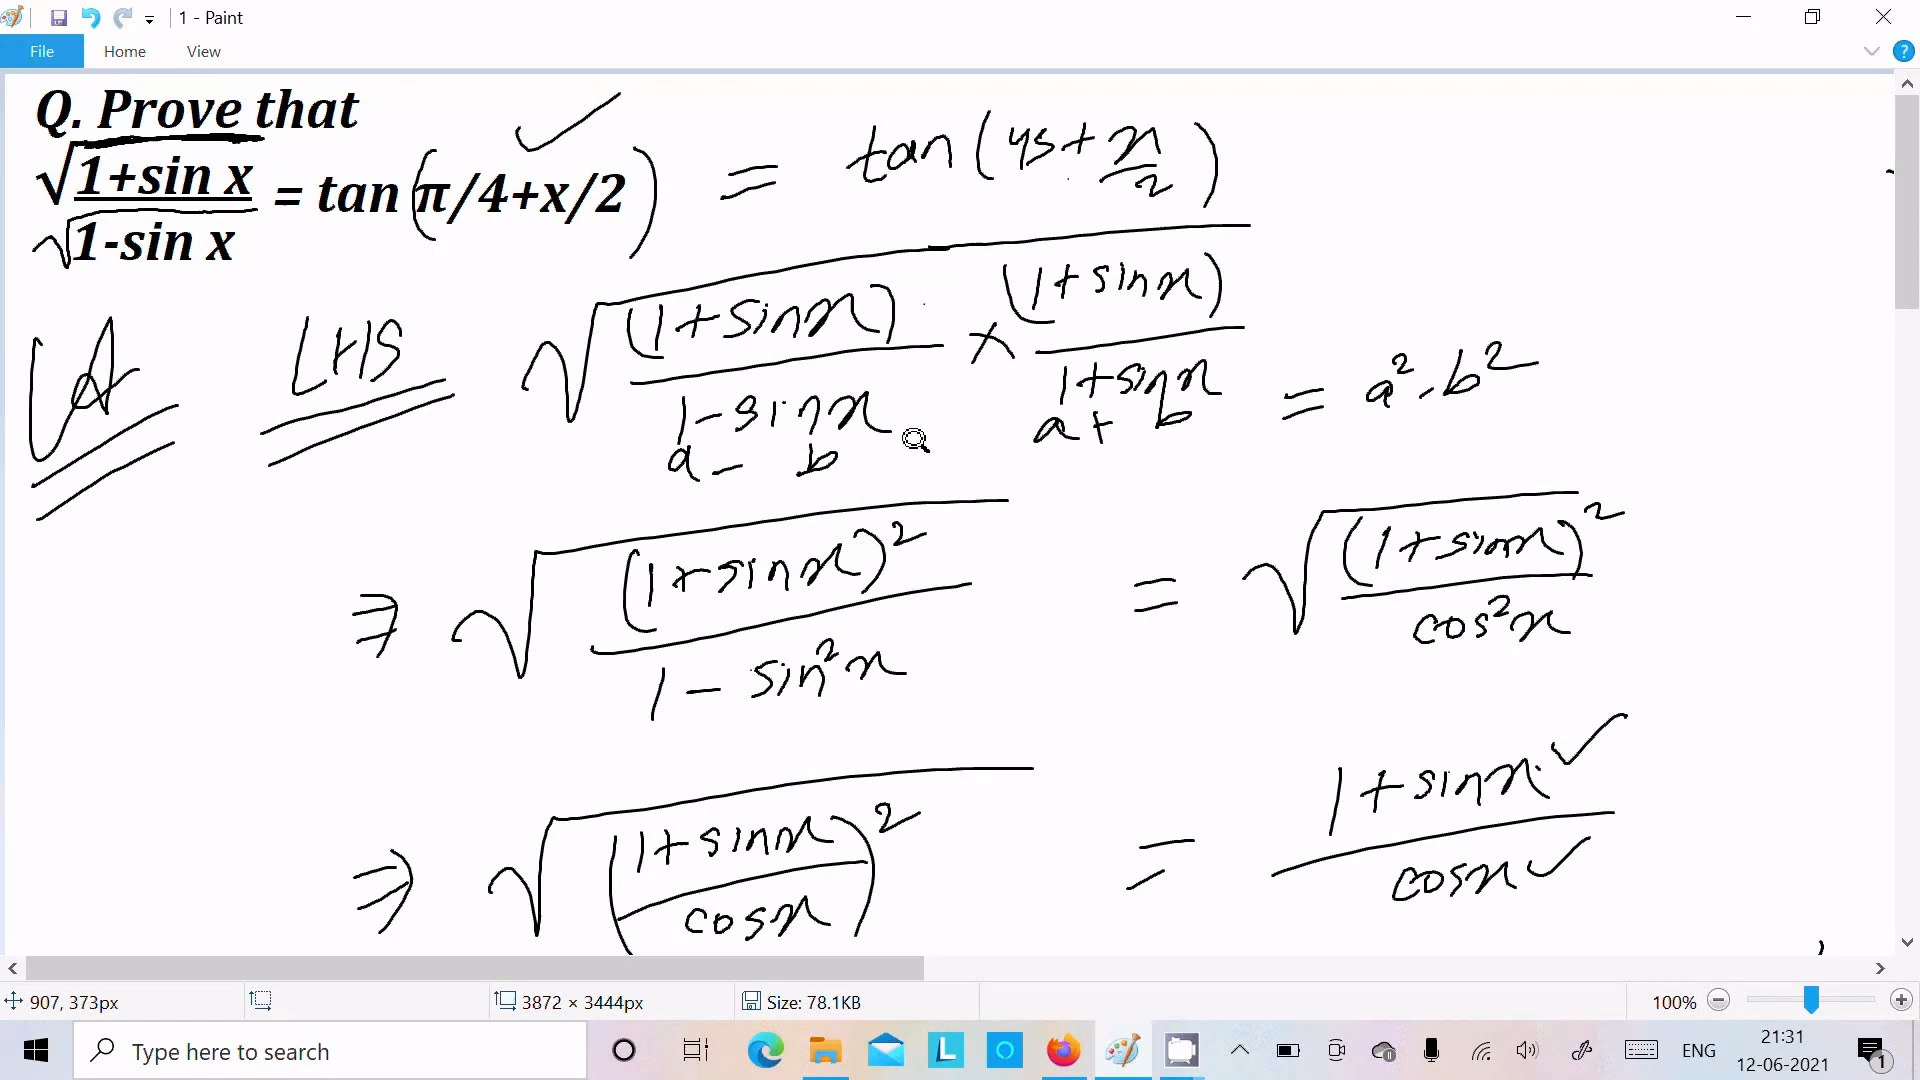 1 - Paint
File Home View
Q. Prove that
√1+sin x / √1-sin x = tan (π/4+x/2) = tan(45+x/2)
LHS √((1+sinx)/(1-sinx) × (1+sinx)/(1+sinx))
a - b a + b = a² - b²
⇒ √((1+sinx)²/(1-sin²x)) = √((1+sinx)²/cos²x)
⇒ √((1+sinx)/cosx)² = (1+sinx)/cosx
907, 373px 3872 × 3444px Size: 78.1KB 100%
Type here to search
ENG
21:31
12-06-2021
1